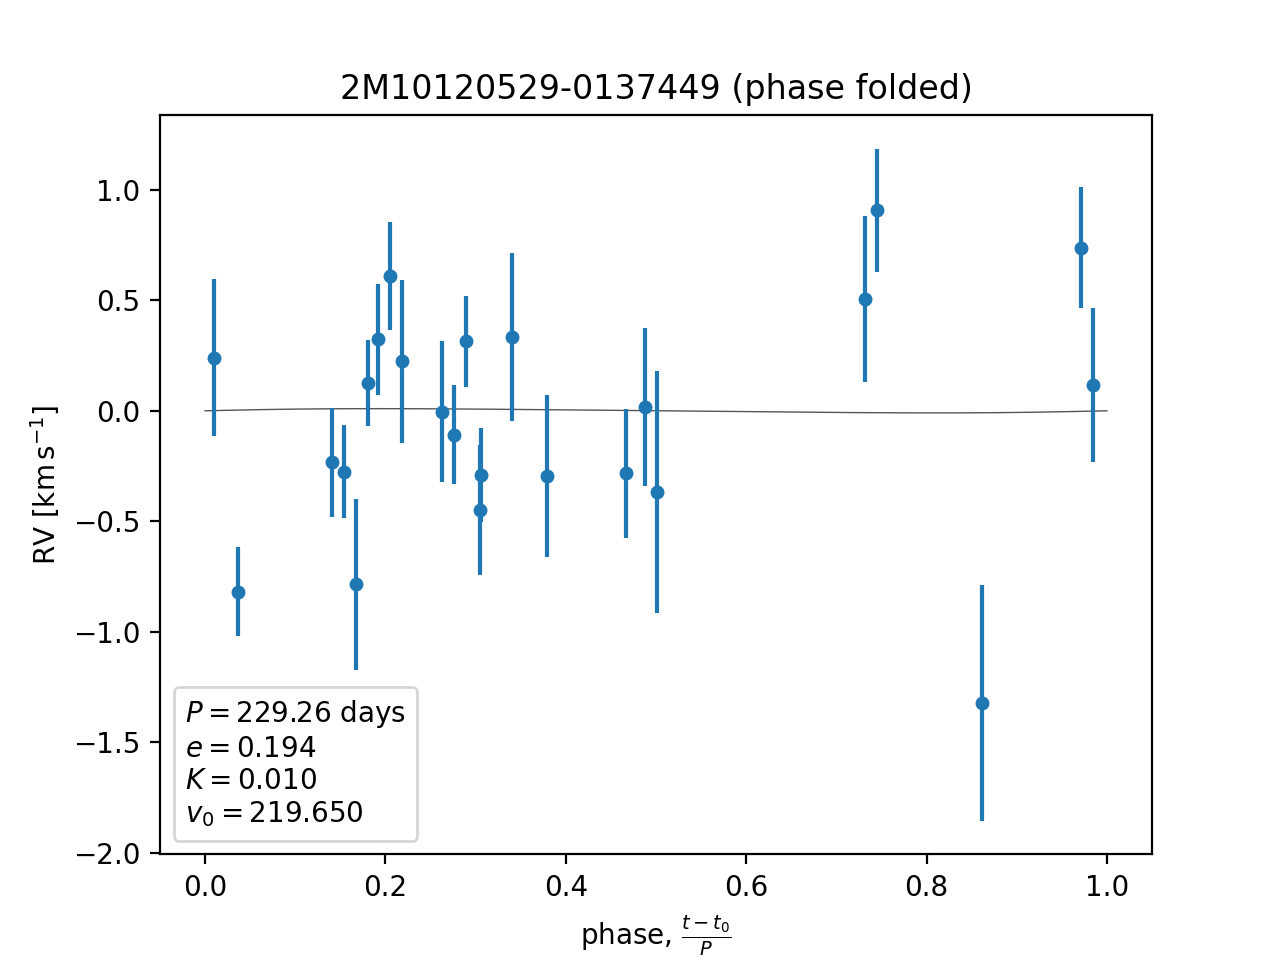 2M10120529-0137449 (phase folded)
RV [km s⁻¹]
1.0
0.5
0.0
−0.5
−1.0
−1.5
−2.0
P = 229.26 days
e = 0.194
K = 0.010
v₀ = 219.650
0.0 0.2 0.4 0.6 0.8 1.0
phase, (t − t₀)/P